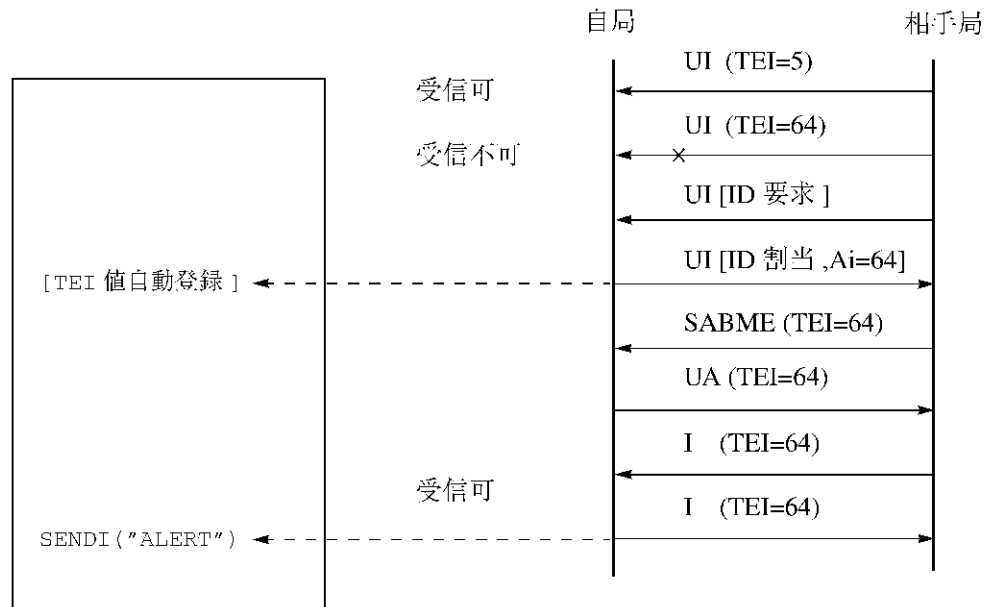 自局
相手局
UI (TEI=5)
受信可
UI (TEI=64)
受信不可
UI [ID 要求 ]
UI [ID 割当 ,Ai=64]
[TEI 値自動登録 ]
SABME (TEI=64)
UA (TEI=64)
I (TEI=64)
受信可
I (TEI=64)
SENDI("ALERT")